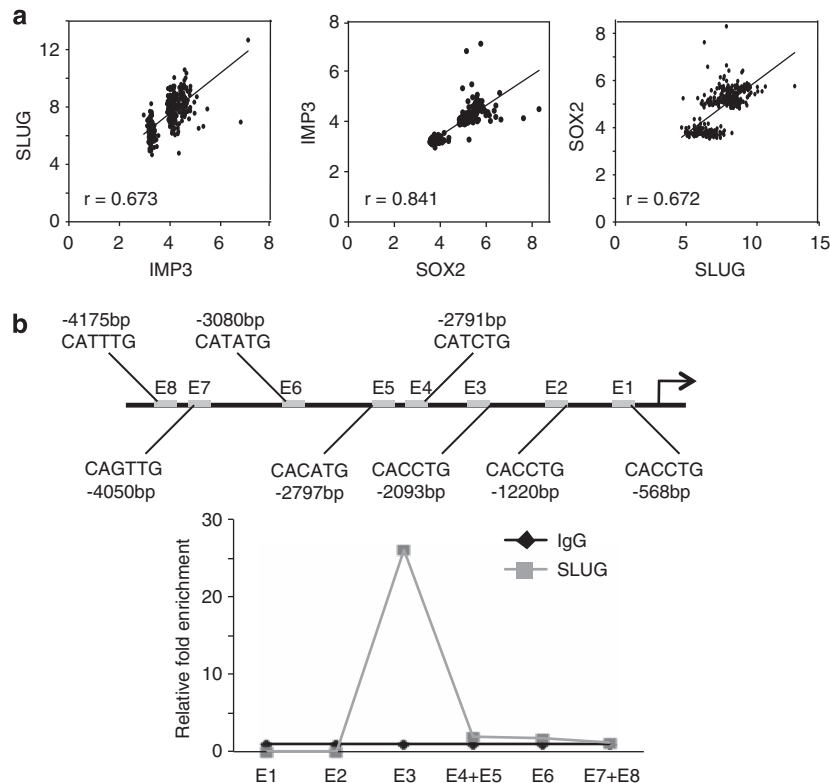 a
SLUG
12
8
4
0
r = 0.673
0 2 4 6 8
IMP3
IMP3
8
6
4
2
0
r = 0.841
0 2 4 6 8
SOX2
SOX2
8
6
4
2
0
r = 0.672
0 5 10 15
SLUG
b
-4175bp
CATTTG
-3080bp
CATATG
-2791bp
CATCTG
E8 E7 E6 E5 E4 E3 E2 E1
CAGTTG
-4050bp
CACATG
-2797bp
CACCTG
-2093bp
CACCTG
-1220bp
CACCTG
-568bp
Relative fold enrichment
30
20
10
0
IgG
SLUG
E1 E2 E3 E4+E5 E6 E7+E8